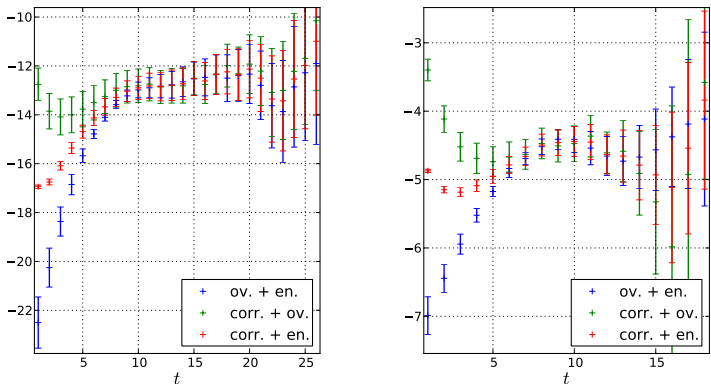 −10
−12
−14
−16
−18
−20
−22
5
10
15
20
25
t
ov. + en.
corr. + ov.
corr. + en.
−3
−4
−5
−6
−7
5
10
15
t
ov. + en.
corr. + ov.
corr. + en.